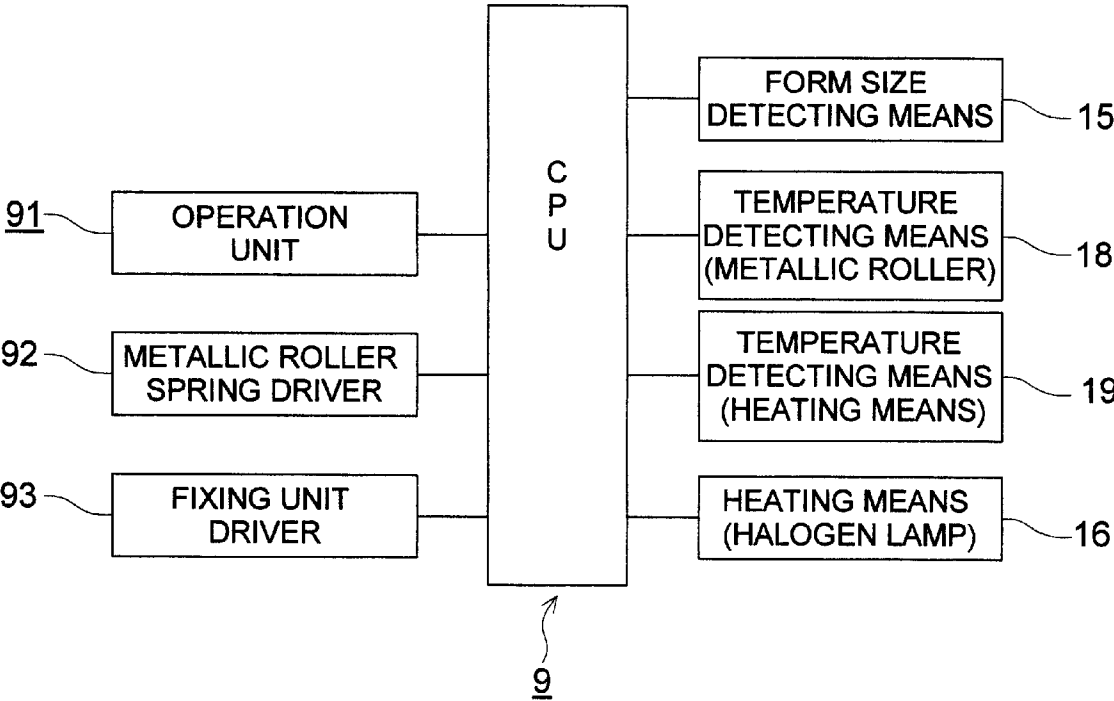 FORM SIZE
DETECTING MEANS
15
C
P
U
91
OPERATION
UNIT
TEMPERATURE
DETECTING MEANS
(METALLIC ROLLER)
18
92
METALLIC ROLLER
SPRING DRIVER
TEMPERATURE
DETECTING MEANS
(HEATING MEANS)
19
93
FIXING UNIT
DRIVER
HEATING MEANS
(HALOGEN LAMP)
16
9